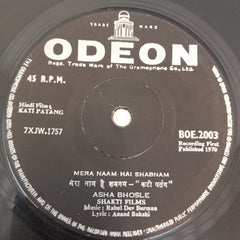 TRADE MARK
ODEON
Regd. Trade Mark of The Gramophone Co. Ltd.
45 R.P.M.
Hindi Film:
KATI PATANG
7XJW.1757
BOE.2003
Recording First
Published 1970
MERA NAAM HAI SHABNAM
मेरा नाम है शबनम – "कटी पतंग"
ASHA BHOSLE
SHAKTI FILMS
Music : Rahul Dev Burman
Lyric : Anand Bakshi